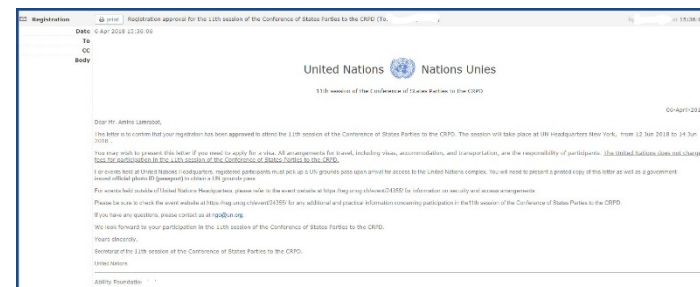 Registration print Registration approval for the 11th session of the Conference of States Parties to the CRPD (To.
Date 6 Apr 2018 15:36:06
To
CC
Body
United Nations Nations Unies
11th session of the Conference of States Parties to the CRPD
06-April-201
Dear Mr. Amine Lamnabat,
This letter is to confirm that your registration has been approved to attend the 11th session of the Conference of States Parties to the CRPD. The session will take place at UN Headquarters New York, from 12 Jun 2018 to 14 Jun
2018 .
You may wish to present this letter if you need to apply for a visa. All arrangements for travel, including visas, accommodation, and transportation, are the responsibility of participants. The United Nations does not charge
fees for participation in the 11th session of the Conference of States Parties to the CRPD.
For events held at United Nations Headquarters, registered participants must pick up a UN grounds pass upon arrival for access to the United Nations complex. You will need to present a printed copy of this letter as well as a government
issued official photo ID (passport) to obtain a UN grounds pass.
For events held outside of United Nations Headquarters, please refer to the event website at https://reg.unog.ch/event/24355/ for information on security and access arrangements.
Please be sure to check the event website at https://reg.unog.ch/event/24355/ for any additional and practical information concerning participation in the 11th session of the Conference of States Parties to the CRPD.
If you have any questions, please contact us at ngo@un.org.
We look forward to your participation in the 11th session of the Conference of States Parties to the CRPD.
Yours sincerely,
Secretariat of the 11th session of the Conference of States Parties to the CRPD.
United Nations
Ability Foundation